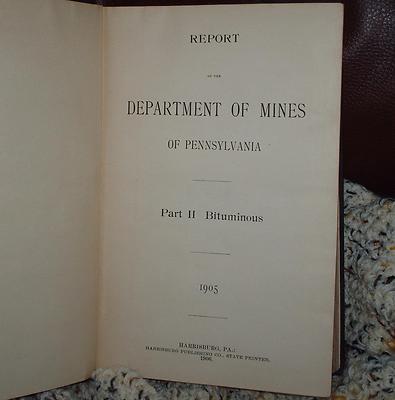 REPORT
OF THE
DEPARTMENT OF MINES
OF PENNSYLVANIA
Part II Bituminous
1905
HARRISBURG, PA.:
HARRISBURG PUBLISHING CO., STATE PRINTER.
1906.